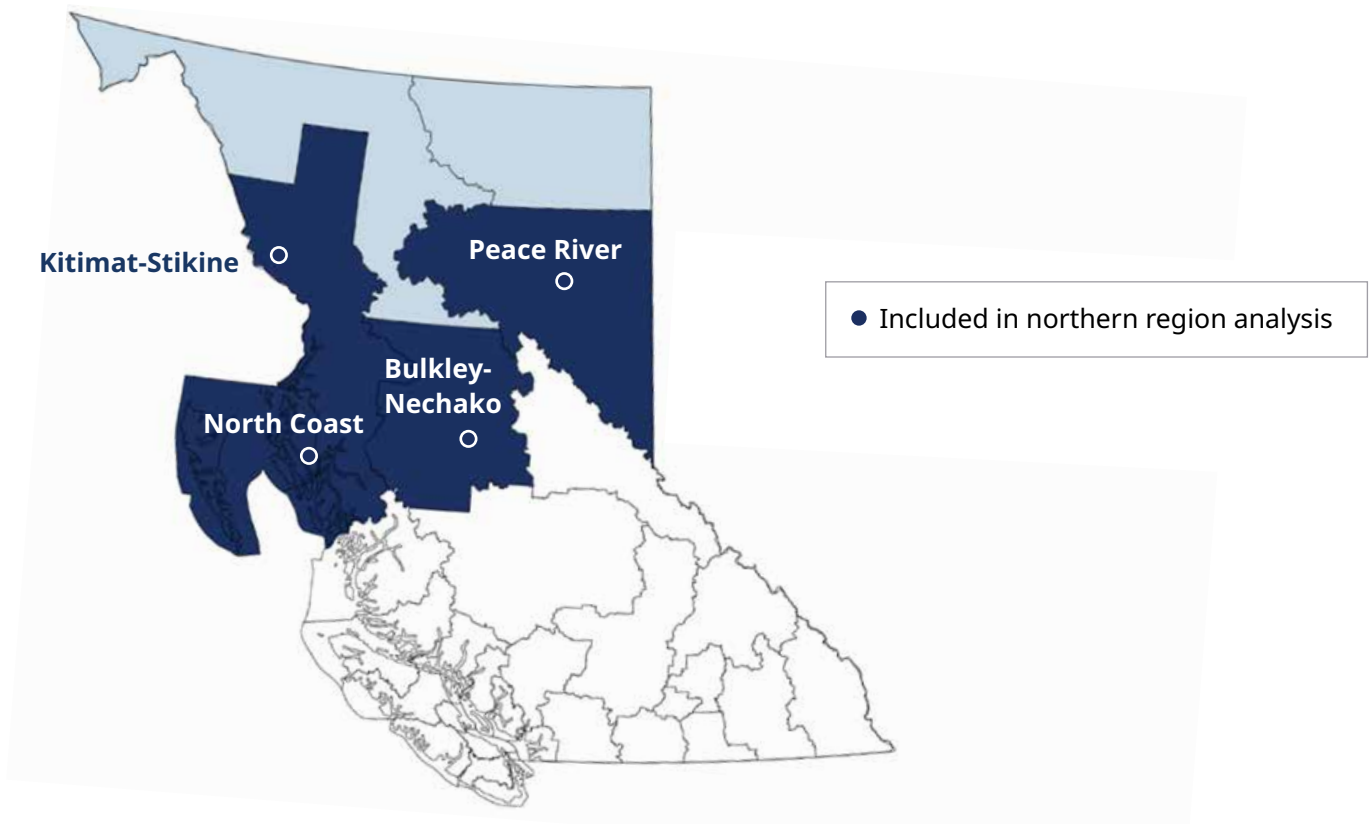 Kitimat-Stikine
Peace River
Included in northern region analysis
Bulkley-
Nechako
North Coast